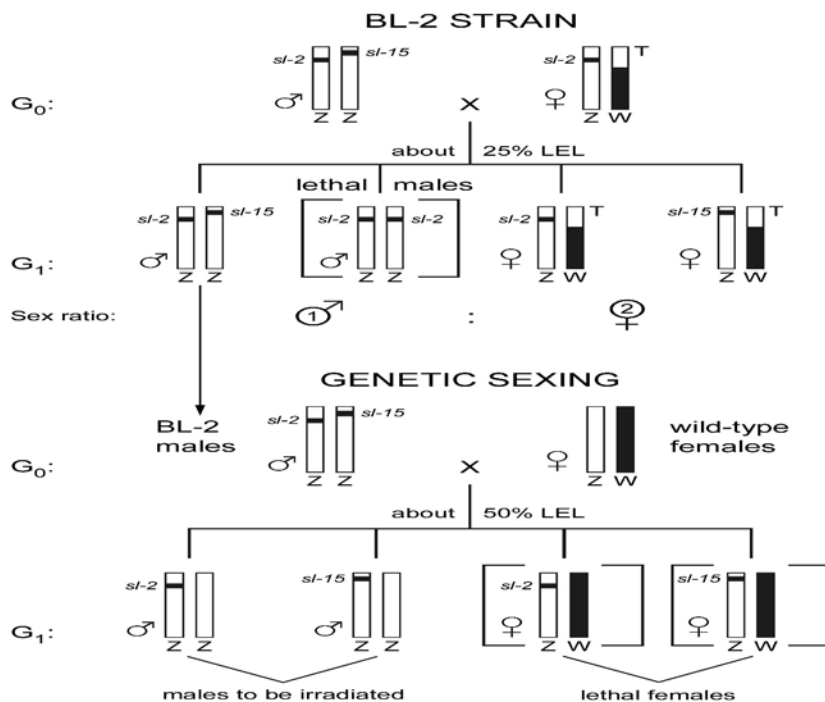 BL-2 STRAIN
sl-2 sl-15 sl-2 T
G0: ♂ X ♀
Z Z Z W
about 25% LEL
lethal males
sl-2 sl-15 sl-2 sl-2 sl-2 T sl-15 T
G1: ♂ ♂ ♀ ♀
Z Z Z Z Z W Z W
Sex ratio: 1 : 2
GENETIC SEXING
BL-2 males
sl-2 sl-15
wild-type females
G0: ♂ X ♀
Z Z Z W
about 50% LEL
sl-2 sl-15 sl-2 sl-15
G1: ♂ ♂ ♀ ♀
Z Z Z Z Z W Z W
males to be irradiated lethal females